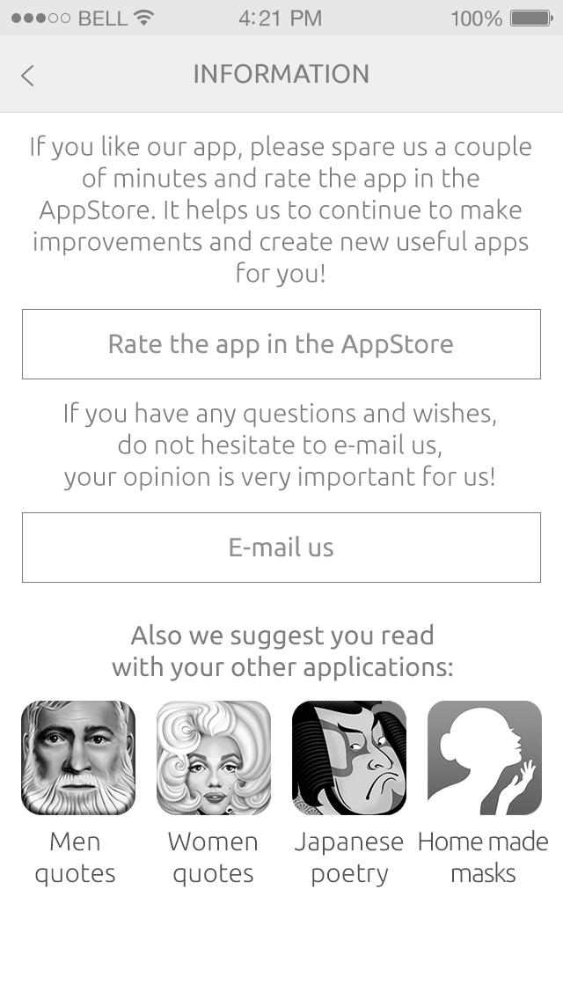 BELL 4:21 PM 100%
INFORMATION
If you like our app, please spare us a couple
of minutes and rate the app in the
AppStore. It helps us to continue to make
improvements and create new useful apps
for you!
Rate the app in the AppStore
If you have any questions and wishes,
do not hesitate to e-mail us,
your opinion is very important for us!
E-mail us
Also we suggest you read
with your other applications:
Men
quotes
Women
quotes
Japanese
poetry
Home made
masks